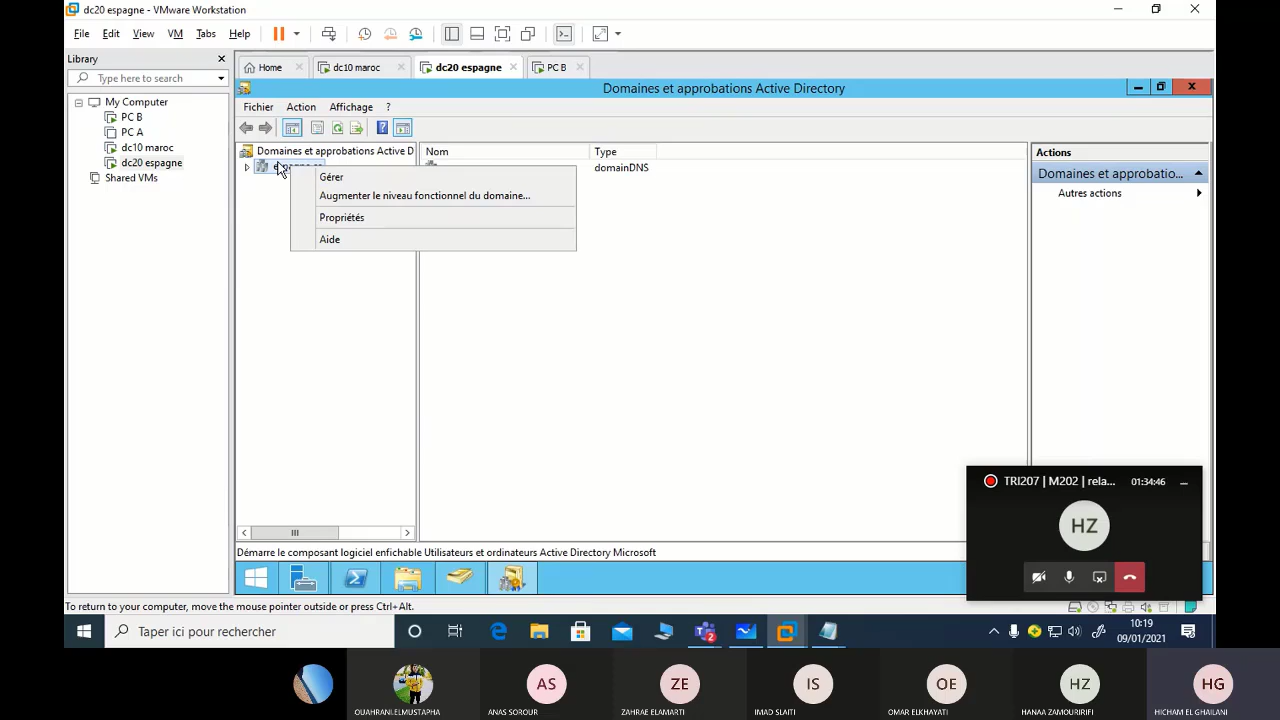 dc20 espagne - VMware Workstation
File Edit View VM Tabs Help
Library
Type here to search
My Computer
PC B
PC A
dc10 maroc
dc20 espagne
Shared VMs
Home
dc10 maroc
dc20 espagne
PC B
Domaines et approbations Active Directory
Fichier Action Affichage ?
Domaines et approbations Active D
Nom
Type
domainDNS
Gérer
Augmenter le niveau fonctionnel du domaine...
Propriétés
Aide
Actions
Domaines et approbatio...
Autres actions
Démarre le composant logiciel enfichable Utilisateurs et ordinateurs Active Directory Microsoft
TRI207 | M202 | rela...
01:34:46
HZ
To return to your computer, move the mouse pointer outside or press Ctrl+Alt.
Taper ici pour rechercher
10:19
09/01/2021
OUAHRANI.ELMUSTAPHA
AS
ANAS SOROUR
ZE
ZAHRAE ELAMARTI
IS
IMAD SLAITI
OE
OMAR ELKHAYATI
HZ
HANAA ZAMOURIRFI
HG
HICHAM EL GHAILANI